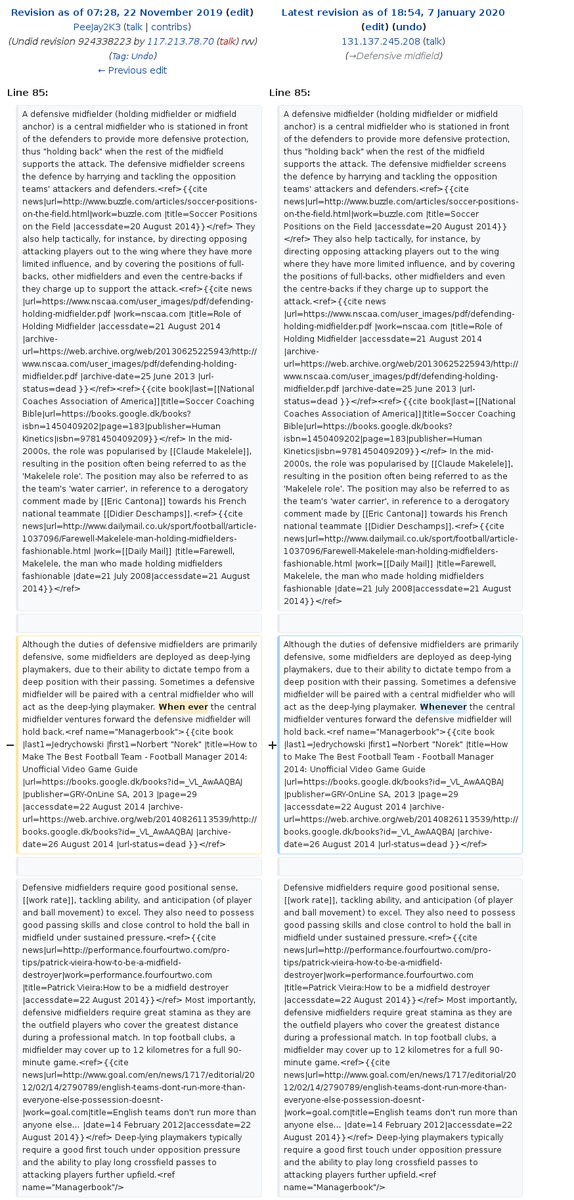 Revision as of 07:28, 22 November 2019 (edit)
PeeJay2K3 (talk | contribs)
(Undid revision 924338223 by 117.213.78.70 (talk) rvv)
(Tag: Undo)
← Previous edit
Latest revision as of 18:54, 7 January 2020
(edit) (undo)
131.137.245.208 (talk)
(→Defensive midfield)
Line 85:
A defensive midfielder (holding midfielder or midfield
anchor) is a central midfielder who is stationed in front
of the defenders to provide more defensive protection,
thus "holding back" when the rest of the midfield
supports the attack. The defensive midfielder screens
the defence by harrying and tackling the opposition
teams' attackers and defenders.<ref>{{cite
news|url=http://www.buzzle.com/articles/soccer-positions-
on-the-field.html|work=buzzle.com |title=Soccer Positions
on the Field |accessdate=20 August 2014}}</ref> They
also help tactically, for instance, by directing opposing
attacking players out to the wing where they have more
limited influence, and by covering the positions of full-
backs, other midfielders and even the centre-backs if
they charge up to support the attack.<ref>{{cite news
|url=https://www.nscaa.com/user_images/pdf/defending-
holding-midfielder.pdf |work=nscaa.com |title=Role of
Holding Midfielder |accessdate=21 August 2014
|archive-
url=https://web.archive.org/web/20130625225943/http://
www.nscaa.com/user_images/pdf/defending-holding-
midfielder.pdf |archive-date=25 June 2013 |url-
status=dead }}</ref><ref>{{cite book|last=[[National
Coaches Association of America]]|title=Soccer Coaching
Bible|url=https://books.google.dk/books?
isbn=1450409202|page=183|publisher=Human
Kinetics|isbn=9781450409209}}</ref> In the mid-
2000s, the role was popularised by [[Claude Makelele]],
resulting in the position often being referred to as the
'Makelele role'. The position may also be referred to as
the team's 'water carrier', in reference to a derogatory
comment made by [[Eric Cantona]] towards his French
national teammate [[Didier Deschamps]].<ref>{{cite
news|url=http://www.dailymail.co.uk/sport/football/article-
1037096/Farewell-Makelele-man-holding-midfielders-
fashionable.html |work=[[Daily Mail]] |title=Farewell,
Makelele, the man who made holding midfielders
fashionable |date=21 July 2008|accessdate=21 August
2014}}</ref>
Although the duties of defensive midfielders are primarily
defensive, some midfielders are deployed as deep-lying
playmakers, due to their ability to dictate tempo from a
deep position with their passing. Sometimes a defensive
midfielder will be paired with a central midfielder who will
act as the deep-lying playmaker. When ever the central
midfielder ventures forward the defensive midfielder will
hold back.<ref name="Managerbook">{{cite book
− |last1=Jedrychowski |first1=Norbert "Norek" |title=How to
Make The Best Football Team - Football Manager 2014:
Unofficial Video Game Guide
|url=https://books.google.dk/books?id=_VL_AwAAQBAJ
|publisher=GRY-OnLine SA, 2013 |page=29
|accessdate=22 August 2014 |archive-
url=https://web.archive.org/web/20140826113539/http://
books.google.dk/books?id=_VL_AwAAQBAJ |archive-
date=26 August 2014 |url-status=dead }}</ref>
Defensive midfielders require good positional sense,
[[work rate]], tackling ability, and anticipation (of player
and ball movement) to excel. They also need to possess
good passing skills and close control to hold the ball in
midfield under sustained pressure.<ref>{{cite
news|url=http://performance.fourfourtwo.com/pro-
tips/patrick-vieira-how-to-be-a-midfield-
destroyer|work=performance.fourfourtwo.com
|title=Patrick Vieira:How to be a midfield destroyer
|accessdate=22 August 2014}}</ref> Most importantly,
defensive midfielders require great stamina as they are
the outfield players who cover the greatest distance
during a professional match. In top football clubs, a
midfielder may cover up to 12 kilometres for a full 90-
minute game.<ref>{{cite
news|url=http://www.goal.com/en/news/1717/editorial/20
12/02/14/2790789/english-teams-dont-run-more-than-
everyone-else-possession-doesnt-
|work=goal.com|title=English teams don't run more than
anyone else... |date=14 February 2012|accessdate=22
August 2014}}</ref> Deep-lying playmakers typically
require a good first touch under opposition pressure
and the ability to play long crossfield passes to
attacking players further upfield.<ref
name="Managerbook"/>
Line 85:
A defensive midfielder (holding midfielder or midfield
anchor) is a central midfielder who is stationed in front
of the defenders to provide more defensive protection,
thus "holding back" when the rest of the midfield
supports the attack. The defensive midfielder screens
the defence by harrying and tackling the opposition
teams' attackers and defenders.<ref>{{cite
news|url=http://www.buzzle.com/articles/soccer-positions-
on-the-field.html|work=buzzle.com |title=Soccer
Positions on the Field |accessdate=20 August 2014}}
</ref> They also help tactically, for instance, by
directing opposing attacking players out to the wing
where they have more limited influence, and by covering
the positions of full-backs, other midfielders and even the
centre-backs if they charge up to support the
attack.<ref>{{cite news
|url=https://www.nscaa.com/user_images/pdf/defending-
holding-midfielder.pdf |work=nscaa.com |title=Role of
Holding Midfielder |accessdate=21 August 2014
|archive-
url=https://web.archive.org/web/20130625225943/http://
www.nscaa.com/user_images/pdf/defending-holding-
midfielder.pdf |archive-date=25 June 2013 |url-
status=dead }}</ref><ref>{{cite book|last=[[National
Coaches Association of America]]|title=Soccer Coaching
Bible|url=https://books.google.dk/books?
isbn=1450409202|page=183|publisher=Human
Kinetics|isbn=9781450409209}}</ref> In the mid-
2000s, the role was popularised by [[Claude Makelele]],
resulting in the position often being referred to as the
'Makelele role'. The position may also be referred to as
the team's 'water carrier', in reference to a derogatory
comment made by [[Eric Cantona]] towards his French
national teammate [[Didier Deschamps]].<ref>{{cite
news|url=http://www.dailymail.co.uk/sport/football/article-
1037096/Farewell-Makelele-man-holding-midfielders-
fashionable.html |work=[[Daily Mail]] |title=Farewell,
Makelele, the man who made holding midfielders
fashionable |date=21 July 2008|accessdate=21 August
2014}}</ref>
Although the duties of defensive midfielders are primarily
defensive, some midfielders are deployed as deep-lying
playmakers, due to their ability to dictate tempo from a
deep position with their passing. Sometimes a defensive
midfielder will be paired with a central midfielder who will
act as the deep-lying playmaker. Whenever the central
midfielder ventures forward the defensive midfielder will
hold back.<ref name="Managerbook">{{cite book
+ |last1=Jedrychowski |first1=Norbert "Norek" |title=How
to Make The Best Football Team - Football Manager
2014: Unofficial Video Game Guide
|url=https://books.google.dk/books?id=_VL_AwAAQBAJ
|publisher=GRY-OnLine SA, 2013 |page=29
|accessdate=22 August 2014 |archive-
url=https://web.archive.org/web/20140826113539/http://
books.google.dk/books?id=_VL_AwAAQBAJ |archive-
date=26 August 2014 |url-status=dead }}</ref>
Defensive midfielders require good positional sense,
[[work rate]], tackling ability, and anticipation (of player
and ball movement) to excel. They also need to possess
good passing skills and close control to hold the ball in
midfield under sustained pressure.<ref>{{cite
news|url=http://performance.fourfourtwo.com/pro-
tips/patrick-vieira-how-to-be-a-midfield-
destroyer|work=performance.fourfourtwo.com
|title=Patrick Vieira:How to be a midfield destroyer
|accessdate=22 August 2014}}</ref> Most importantly,
defensive midfielders require great stamina as they are
the outfield players who cover the greatest distance
during a professional match. In top football clubs, a
midfielder may cover up to 12 kilometres for a full 90-
minute game.<ref>{{cite
news|url=http://www.goal.com/en/news/1717/editorial/20
12/02/14/2790789/english-teams-dont-run-more-than-
everyone-else-possession-doesnt-
|work=goal.com|title=English teams don't run more than
anyone else... |date=14 February 2012|accessdate=22
August 2014}}</ref> Deep-lying playmakers typically
require a good first touch under opposition pressure
and the ability to play long crossfield passes to
attacking players further upfield.<ref
name="Managerbook"/>